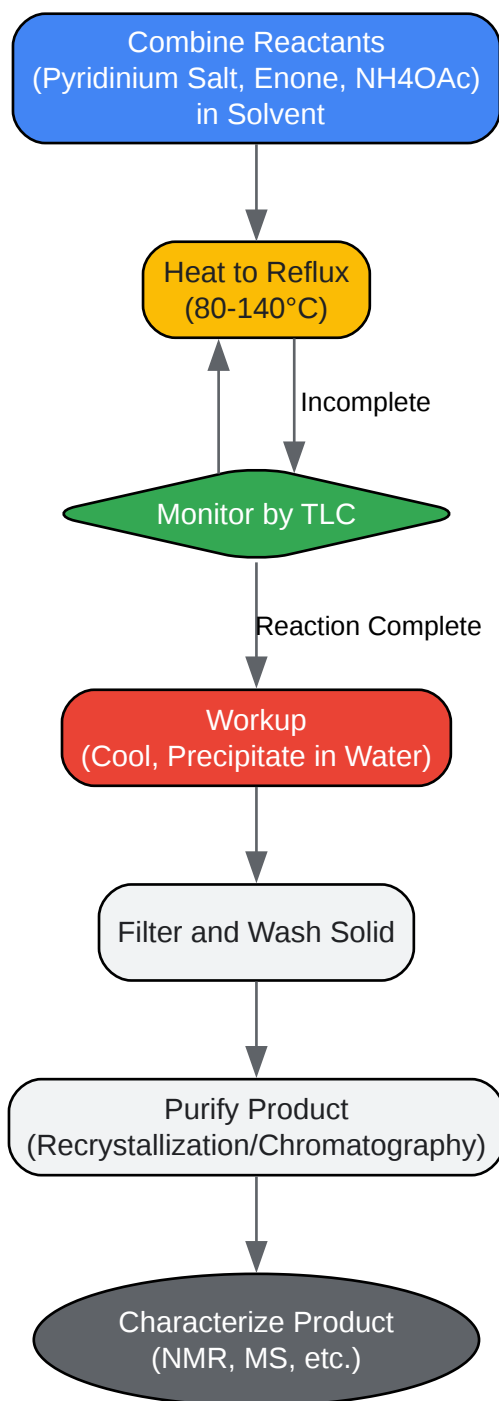 Combine Reactants
(Pyridinium Salt, Enone, NH4OAc)
in Solvent
Heat to Reflux
(80-140°C)
Incomplete
Monitor by TLC
Reaction Complete
Workup
(Cool, Precipitate in Water)
Filter and Wash Solid
Purify Product
(Recrystallization/Chromatography)
Characterize Product
(NMR, MS, etc.)